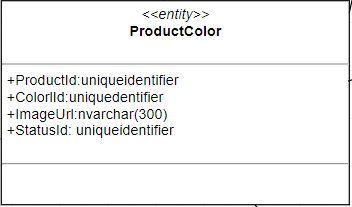 <<entity>>
ProductColor
+ProductId:uniqueidentifier
+ColorlId:uniquedentifier
+ImageUrl:nvarchar(300)
+StatusId: uniqueidentifier